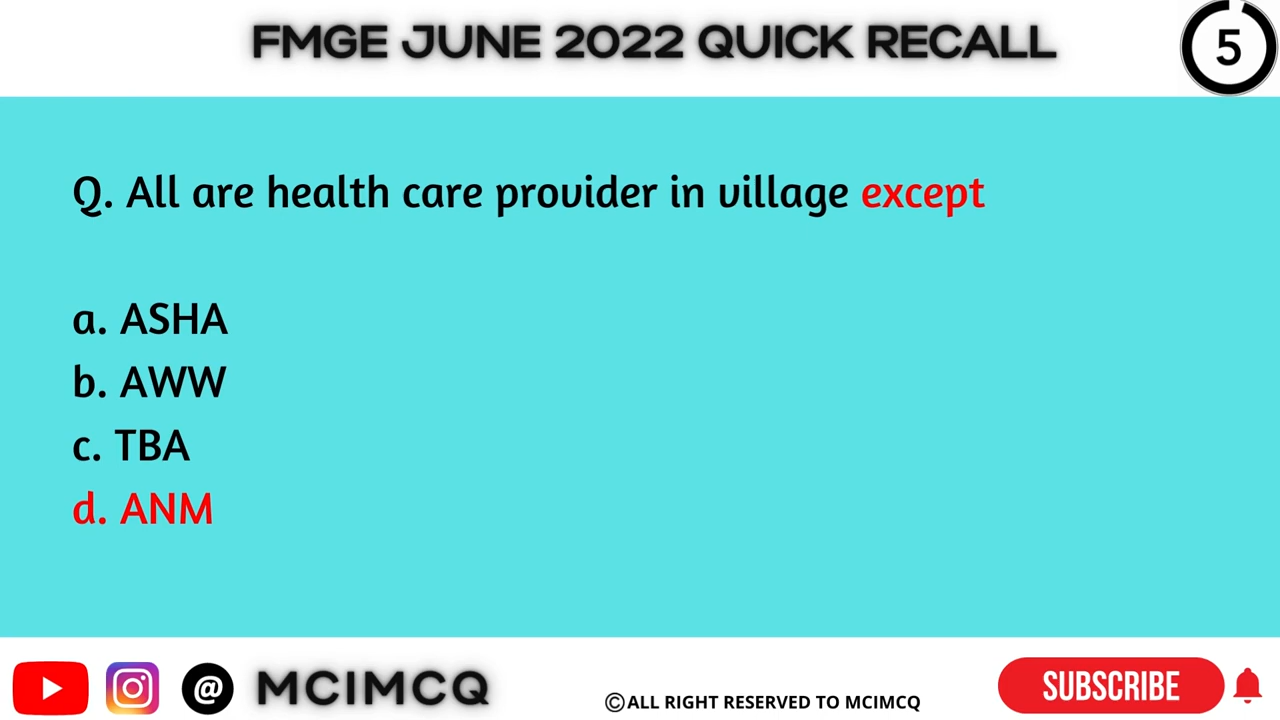 FMGE JUNE 2022 QUICK RECALL
5
Q. All are health care provider in village except
a. ASHA
b. AWW
c. TBA
d. ANM
@ MCIMCQ
©ALL RIGHT RESERVED TO MCIMCQ
SUBSCRIBE